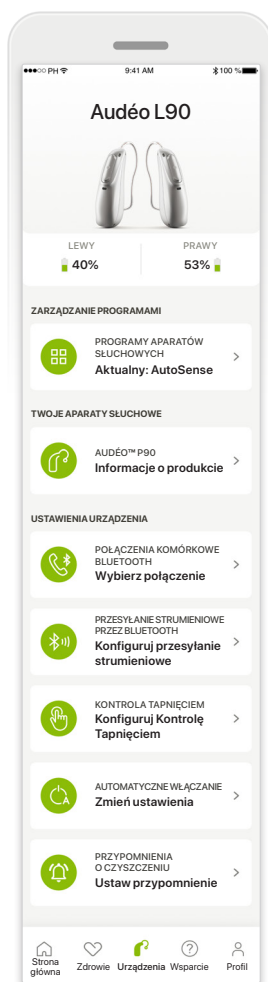 PH
9:41 AM
100 %
Audéo L90
LEWY
PRAWY
40%
53%
ZARZĄDZANIE PROGRAMAMI
PROGRAMY APARATÓW
SŁUCHOWYCH
Aktualny: AutoSense
TWOJE APARATY SŁUCHOWE
AUDÉO™ P90
Informacje o produkcie
USTAWIENIA URZĄDZENIA
POŁĄCZENIA KOMÓRKOWE
BLUETOOTH
Wybierz połączenie
PRZESYŁANIE STRUMIENIOWE
PRZEZ BLUETOOTH
Konfiguruj przesyłanie
strumieniowe
KONTROLA TAPNIĘCIEM
Konfiguruj Kontrolę
Tapnięciem
AUTOMATYCZNE WŁĄCZANIE
Zmień ustawienia
PRZYPOMNIENIA
O CZYSZCZENIU
Ustaw przypomnienie
Strona
główna
Zdrowie
Urządzenia
Wsparcie
Profil